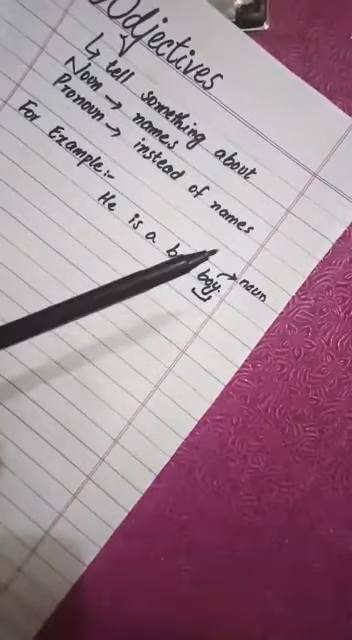 Adjectives
↳ tell something about
Noun → names
Pronoun → instead of names
For Example:-
He is a boy. → noun